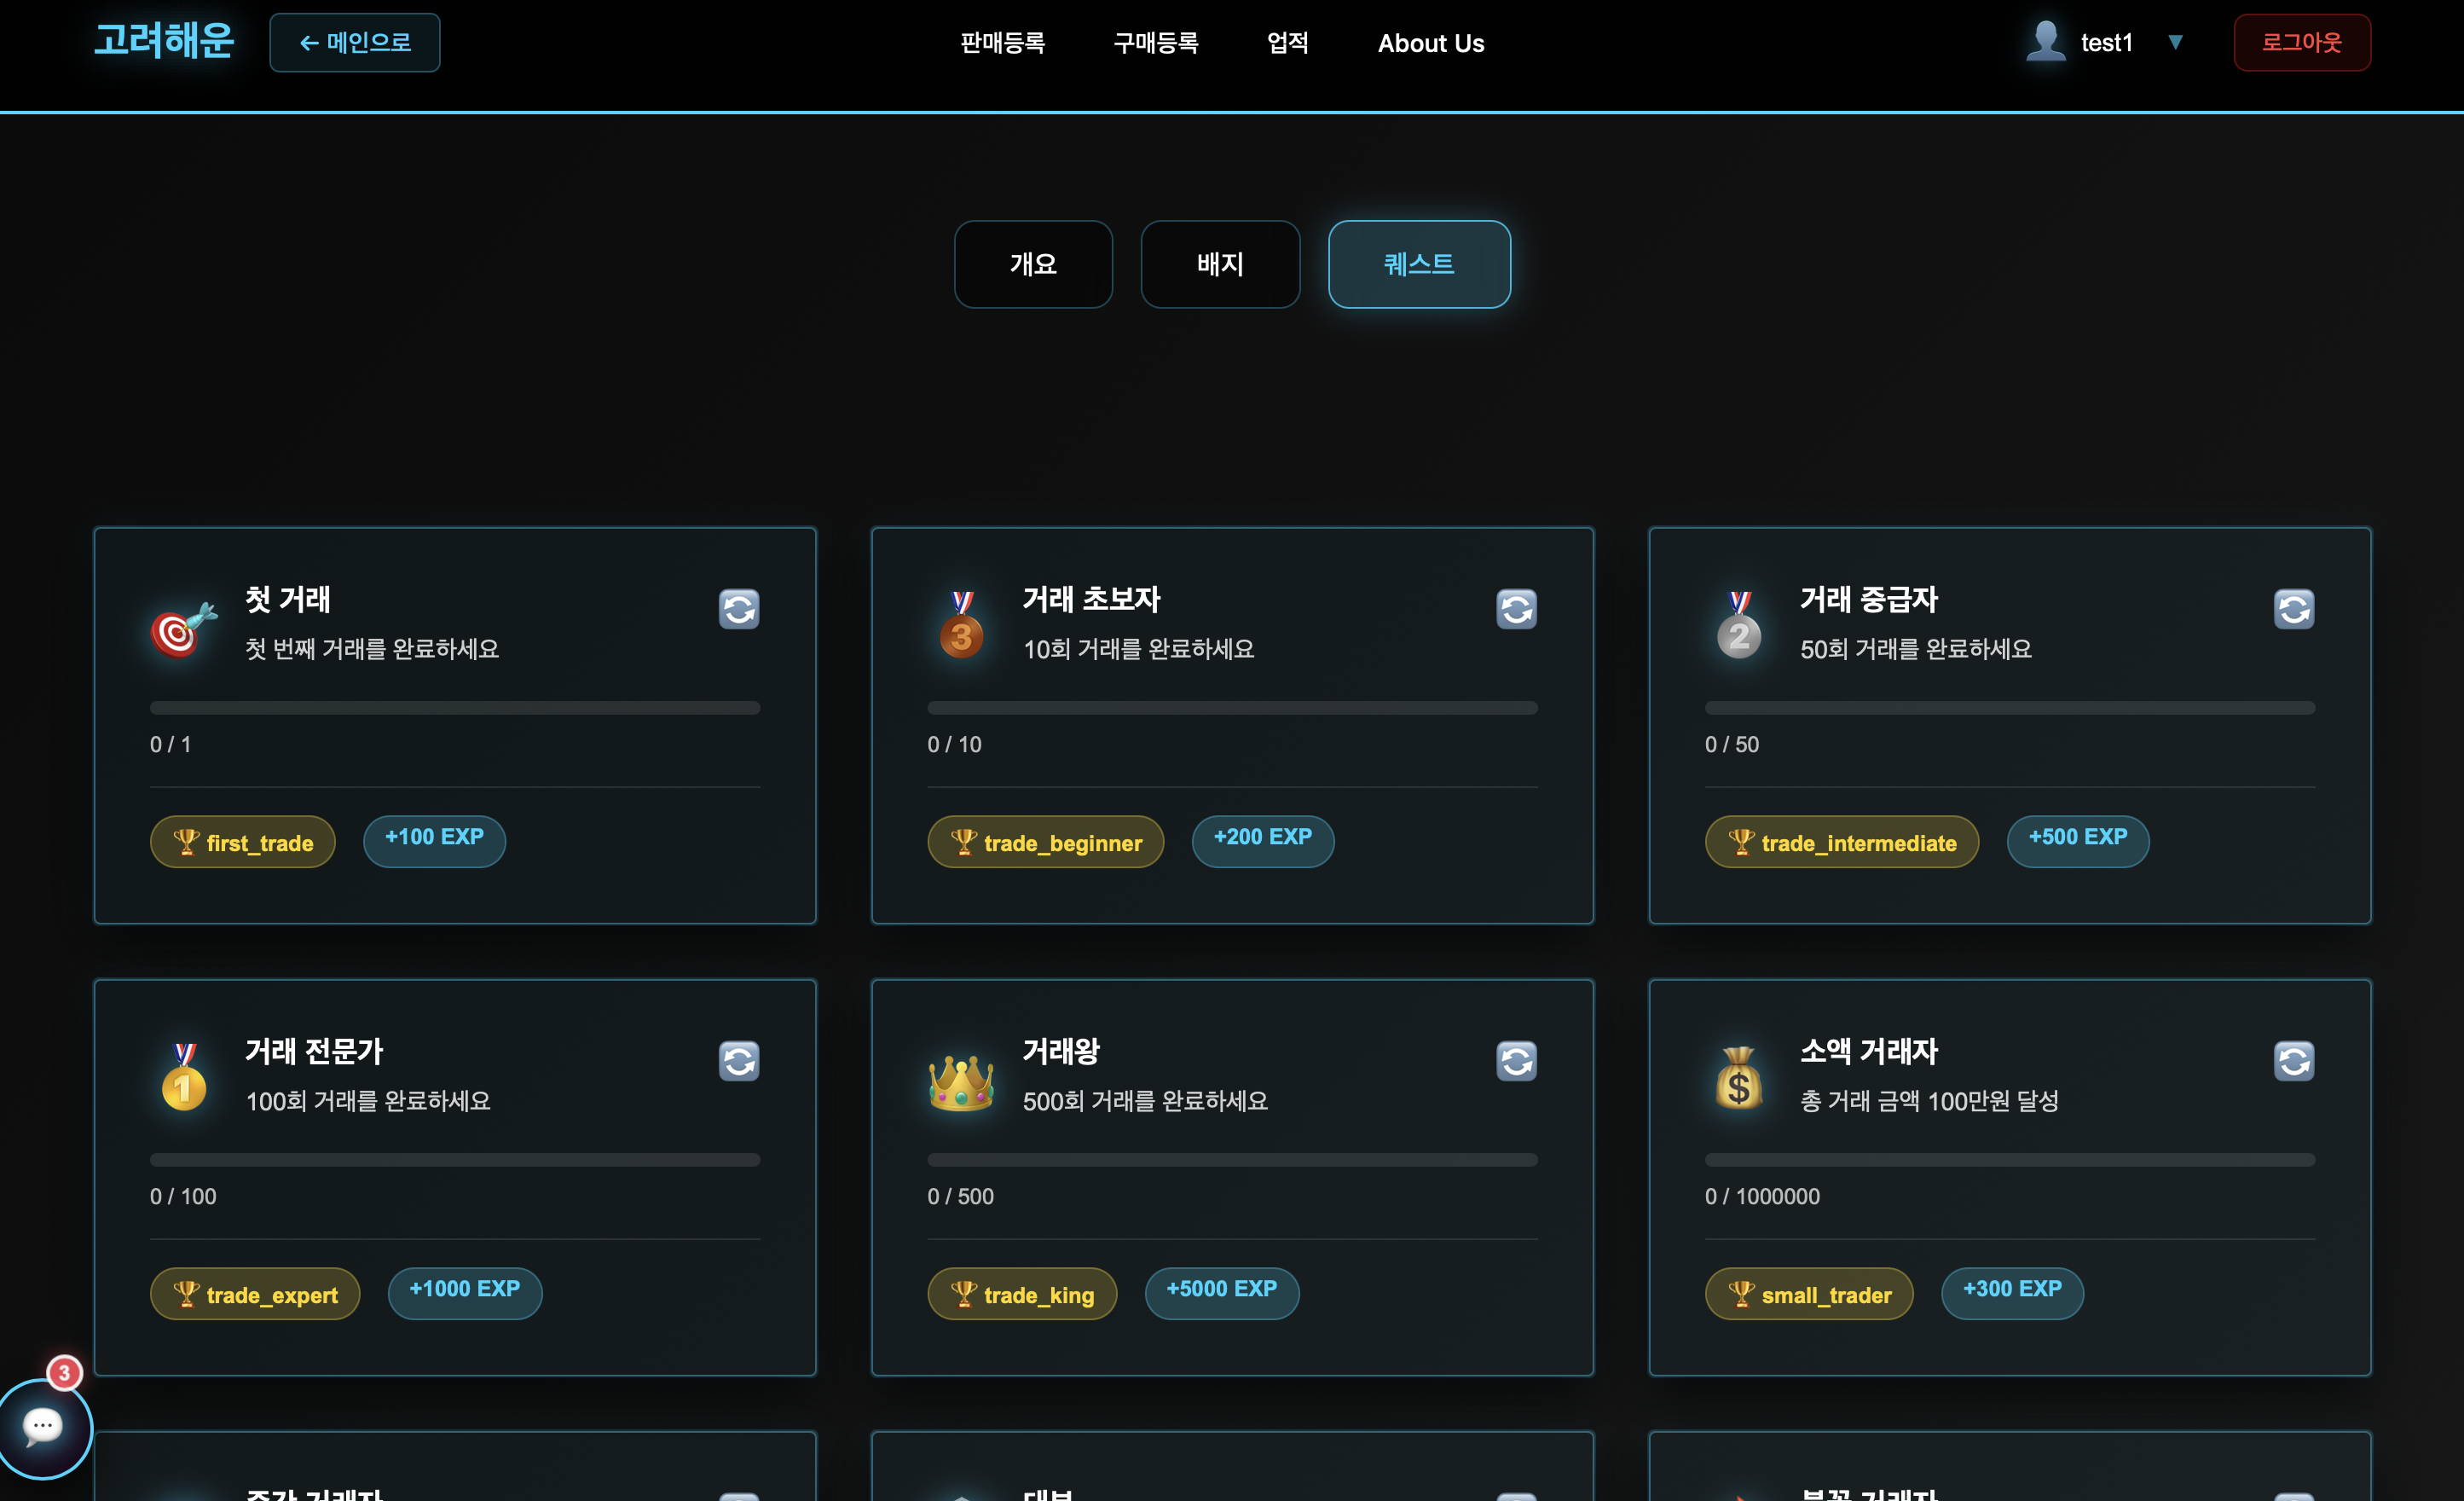 고려해운
← 메인으로
판매등록
구매등록
업적
About Us
test1
로그아웃
개요
배지
퀘스트
첫 거래
첫 번째 거래를 완료하세요
0 / 1
first_trade
+100 EXP
거래 초보자
10회 거래를 완료하세요
0 / 10
trade_beginner
+200 EXP
거래 중급자
50회 거래를 완료하세요
0 / 50
trade_intermediate
+500 EXP
거래 전문가
100회 거래를 완료하세요
0 / 100
trade_expert
+1000 EXP
거래왕
500회 거래를 완료하세요
0 / 500
trade_king
+5000 EXP
소액 거래자
총 거래 금액 100만원 달성
0 / 1000000
small_trader
+300 EXP
3
거래자
거래자